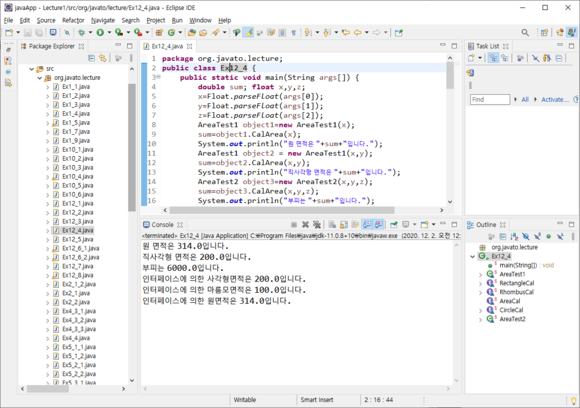 javaApp - Lecture1/src/org/javato/lecture/Ex12_4.java - Eclipse IDE
File Edit Source Refactor Navigate Search Project Run Window Help
Package Explorer
src
org.javato.lecture
Ex1_1.java
Ex1_2.java
Ex1_3.java
Ex1_4.java
Ex1_5.java
Ex1_7.java
Ex10_1.java
Ex10_2.java
Ex10_3.java
Ex10_4.java
Ex10_5.java
Ex10_6.java
Ex12_1.java
Ex12_2.java
Ex12_3.java
Ex12_4.java
Ex12_5.java
Ex12_6_1.java
Ex12_6_2.java
Ex12_7.java
Ex12_8.java
Ex2_1_2.java
Ex2_1.java
Ex2_2.java
Ex4_3_1.java
Ex4_3_2.java
Ex4_3_3.java
Ex4_4.java
Ex5_1_1.java
Ex5_2_1.java
Ex5_2_2.java
Ex5_2.java
Ex5_3_1.java
Ex12_4.java
1 package org.javato.lecture;
2 public class Ex12_4 {
3 public static void main(String args[]) {
4 double sum; float x,y,z;
5 x=Float.parseFloat(args[0]);
6 y=Float.parseFloat(args[1]);
7 z=Float.parseFloat(args[2]);
8 AreaTest1 object1=new AreaTest1(x);
9 sum=object1.CalArea(x);
10 System.out.println("원 면적은 "+sum+"입니다.");
11 AreaTest1 object2 = new AreaTest1(x,y);
12 sum=object2.CalArea(x,y);
13 System.out.println("직사각형 면적은 "+sum+"입니다.");
14 AreaTest2 object3=new AreaTest2(x,y,z);
15 sum=object3.CalArea(x,y,z);
16 System.out.println("부피는 "+sum+"입니다.");
Console
<terminated> Ex12_4 [Java Application] C:₩Program Files₩java₩jdk-11.0.8+10₩bin₩javaw.exe (2020. 12. 2. 오전 12:
원 면적은 314.0입니다.
직사각형 면적은 200.0입니다.
부피는 6000.0입니다.
인터페이스에 의한 사각형면적은 200.0입니다.
인터페이스에 의한 마름모면적은 100.0입니다.
인터페이스에 의한 원면적은 314.0입니다.
Task List
Find
All
Activate...
Outline
org.javato.lecture
Ex12_4
main(String[]) : void
AreaTest1
RectangleCal
RhombusCal
AreaCal
CircleCal
AreaTest2
Writable
Smart Insert
2 : 16 : 44